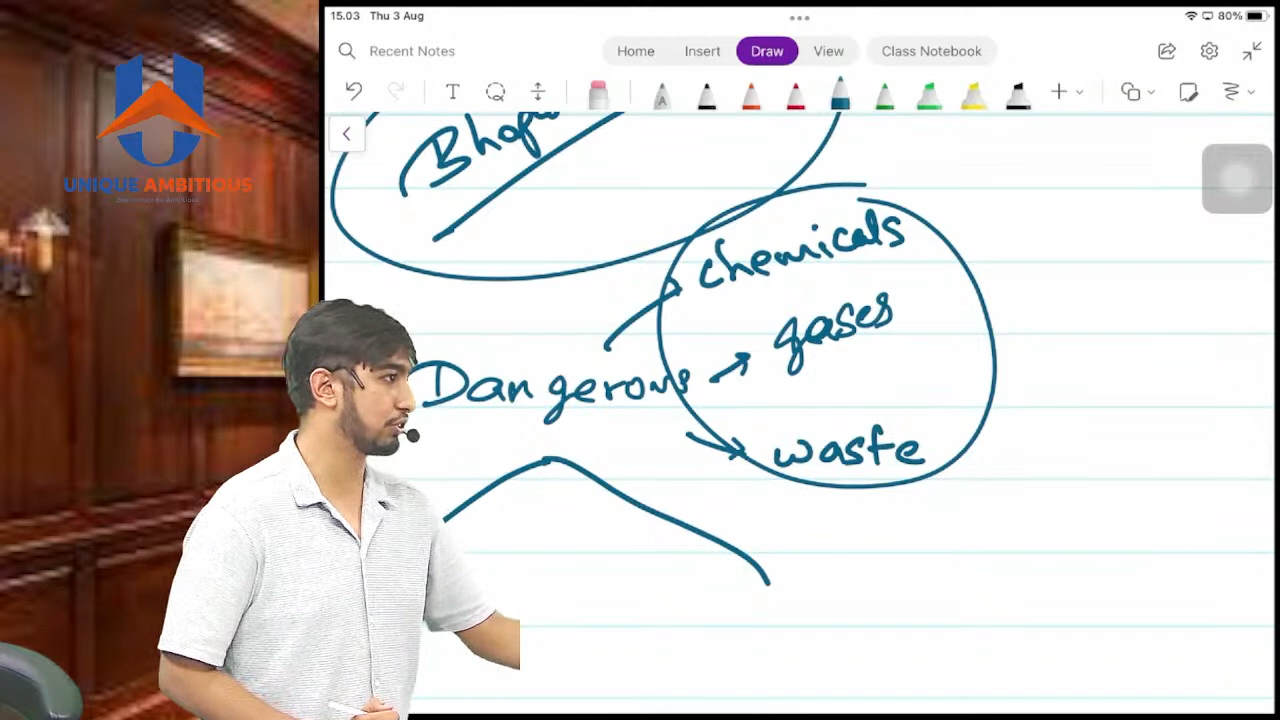 15.03 Thu 3 Aug
80%
Recent Notes
Home Insert Draw View Class Notebook
UNIQUE AMBITIOUS
chemicals
gases
Dangerous
waste